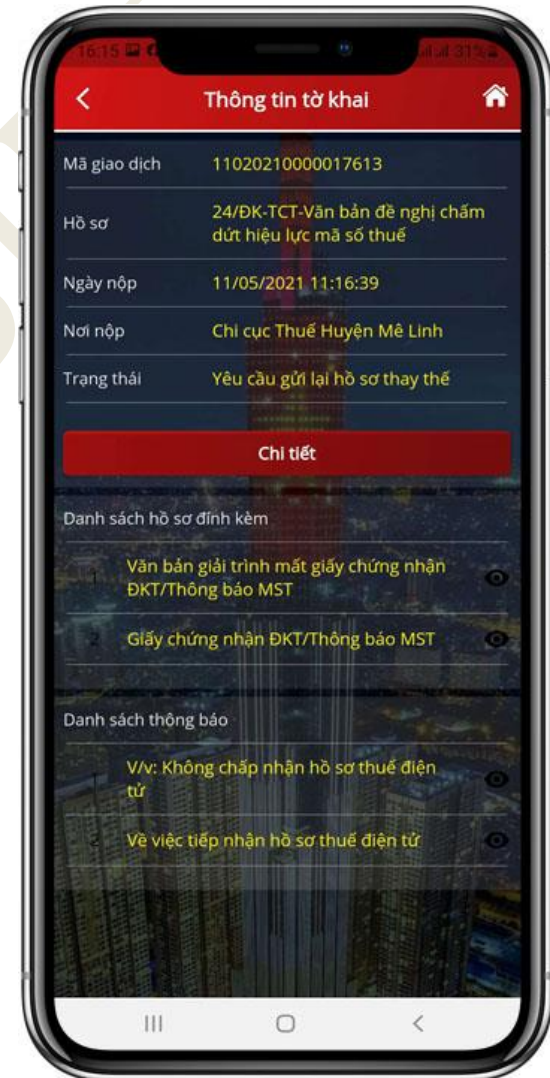 16:15
31%
Thông tin tờ khai
Mã giao dịch 11020210000017613
Hồ sơ 24/ĐK-TCT-Văn bản đề nghị chấm
dứt hiệu lực mã số thuế
Ngày nộp 11/05/2021 11:16:39
Nơi nộp Chi cục Thuế Huyện Mê Linh
Trạng thái Yêu cầu gửi lại hồ sơ thay thế
Chi tiết
Danh sách hồ sơ đính kèm
1 Văn bản giải trình mất giấy chứng nhận
ĐKT/Thông báo MST
2 Giấy chứng nhận ĐKT/Thông báo MST
Danh sách thông báo
1 V/v: Không chấp nhận hồ sơ thuế điện
tử
2 Về việc tiếp nhận hồ sơ thuế điện tử